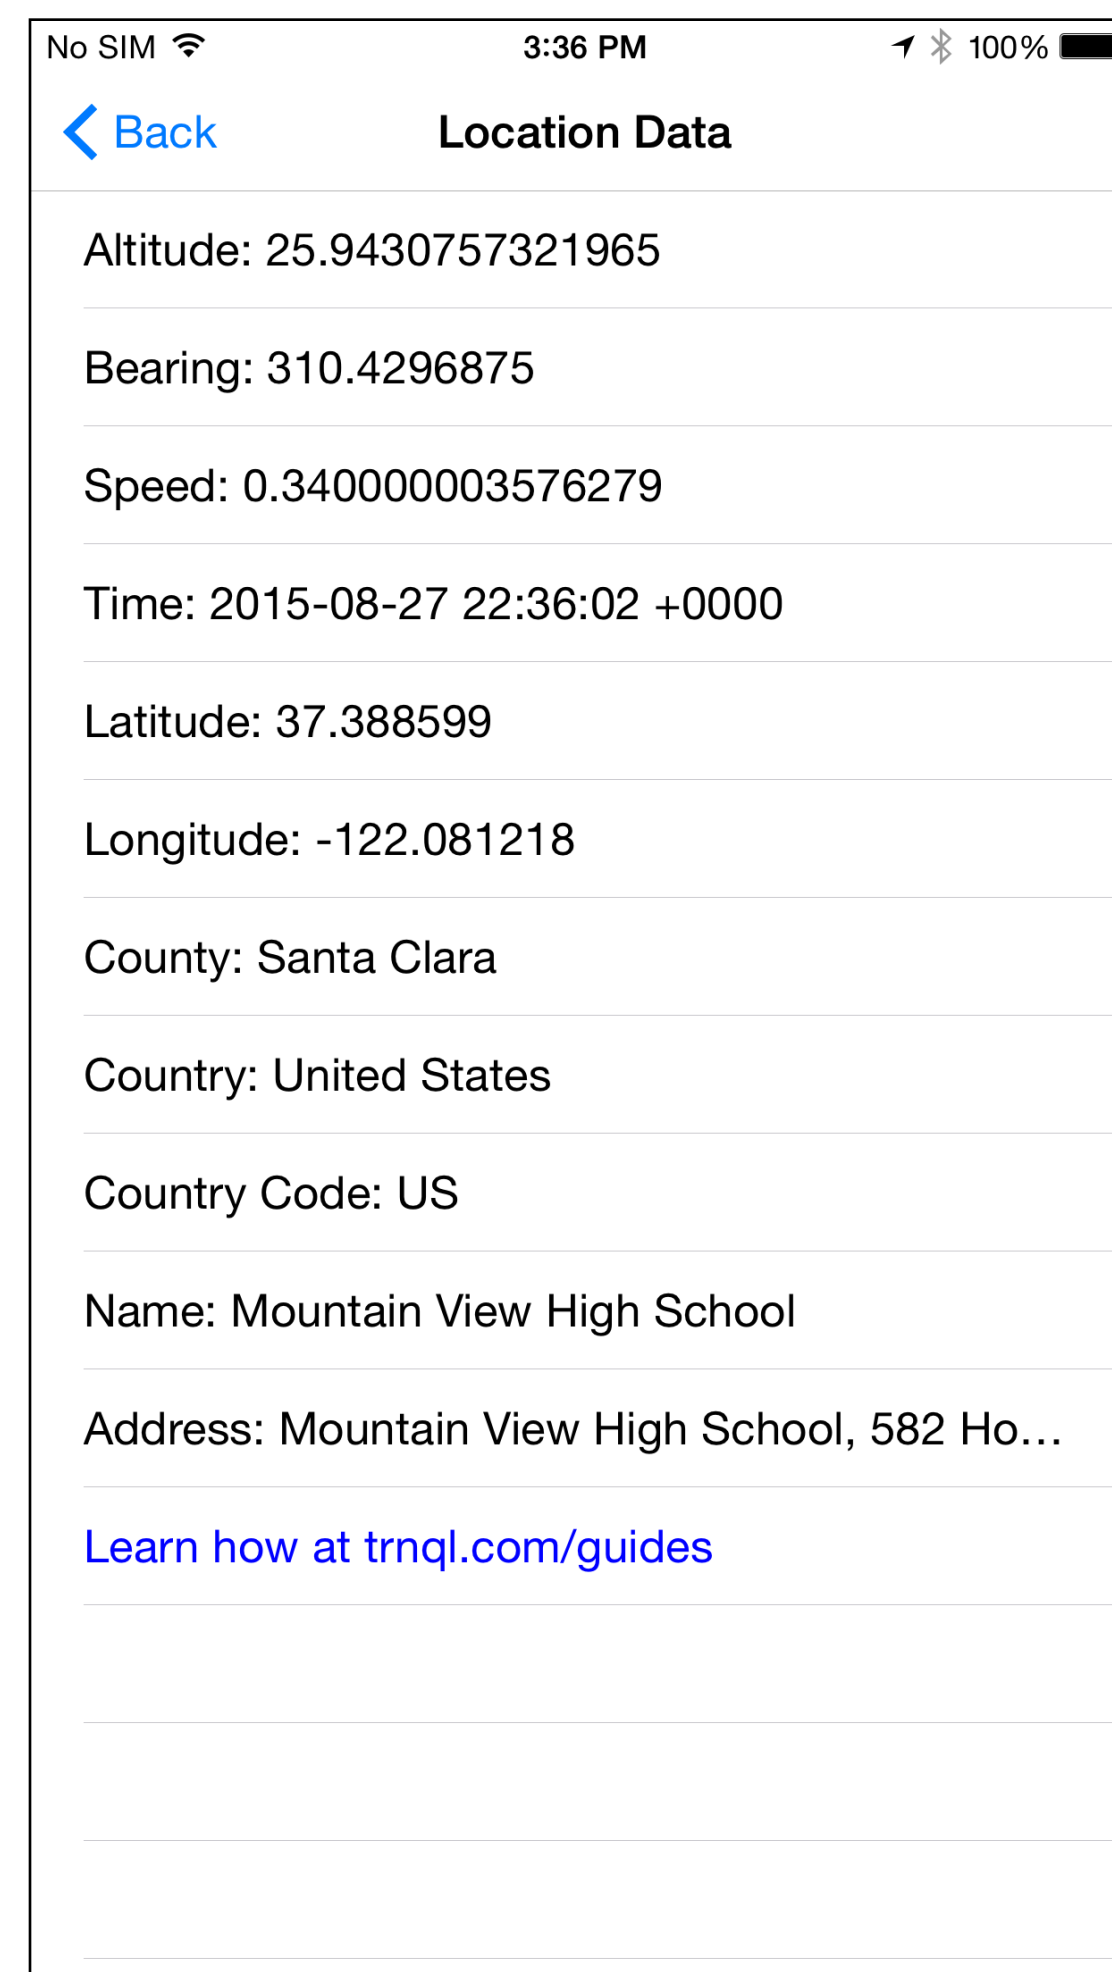 No SIM 3:36 PM 100%
Back Location Data
Altitude: 25.9430757321965
Bearing: 310.4296875
Speed: 0.340000003576279
Time: 2015-08-27 22:36:02 +0000
Latitude: 37.388599
Longitude: -122.081218
County: Santa Clara
Country: United States
Country Code: US
Name: Mountain View High School
Address: Mountain View High School, 582 Ho...
Learn how at trnql.com/guides